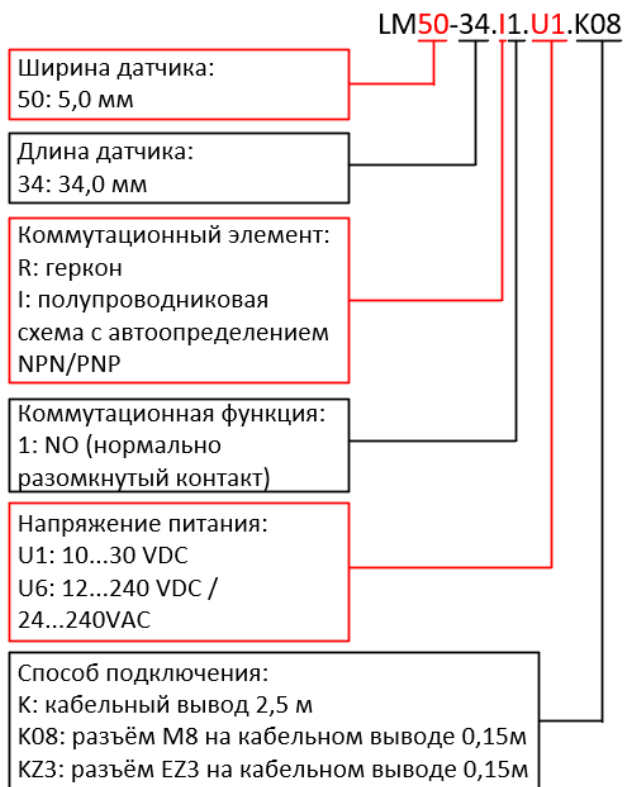 LM50-34.I1.U1.K08
Ширина датчика:
50: 5,0 мм
Длина датчика:
34: 34,0 мм
Коммутационный элемент:
R: геркон
I: полупроводниковая
схема с автоопределением
NPN/PNP
Коммутационная функция:
1: NO (нормально
разомкнутый контакт)
Напряжение питания:
U1: 10...30 VDC
U6: 12...240 VDC /
24...240VAC
Способ подключения:
K: кабельный вывод 2,5 м
K08: разъём M8 на кабельном выводе 0,15м
KZ3: разъём EZ3 на кабельном выводе 0,15м